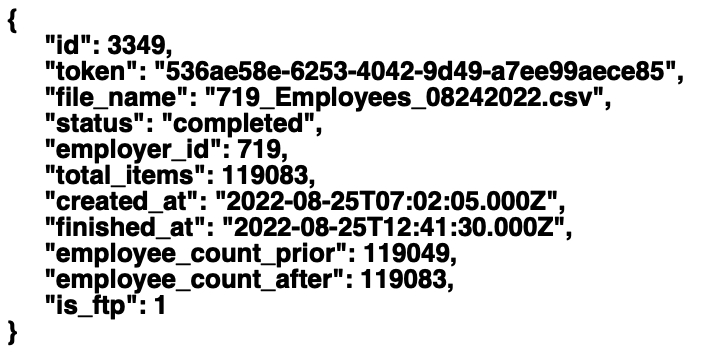 {
"id": 3349,
"token": "536ae58e-6253-4042-9d49-a7ee99aece85",
"file_name": "719_Employees_08242022.csv",
"status": "completed",
"employer_id": 719,
"total_items": 119083,
"created_at": "2022-08-25T07:02:05.000Z",
"finished_at": "2022-08-25T12:41:30.000Z",
"employee_count_prior": 119049,
"employee_count_after": 119083,
"is_ftp": 1
}